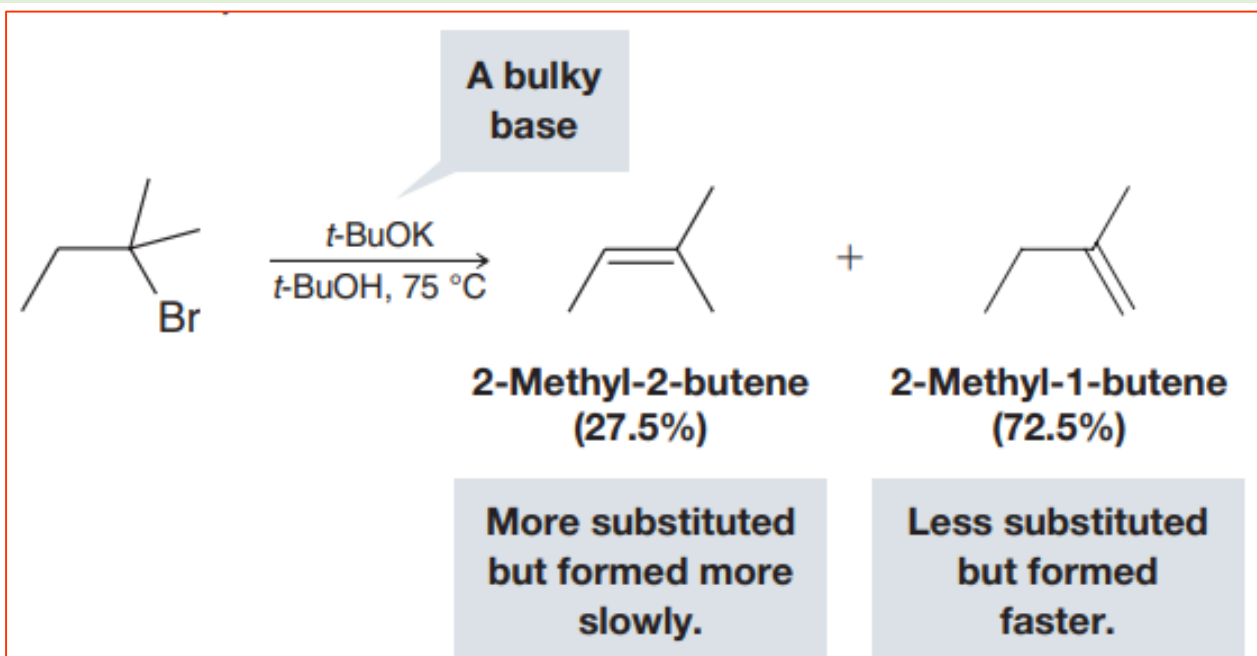 A bulky
base
t-BuOK
t-BuOH, 75 °C
Br
+
2-Methyl-2-butene
(27.5%)
2-Methyl-1-butene
(72.5%)
More substituted
but formed more
slowly.
Less substituted
but formed
faster.